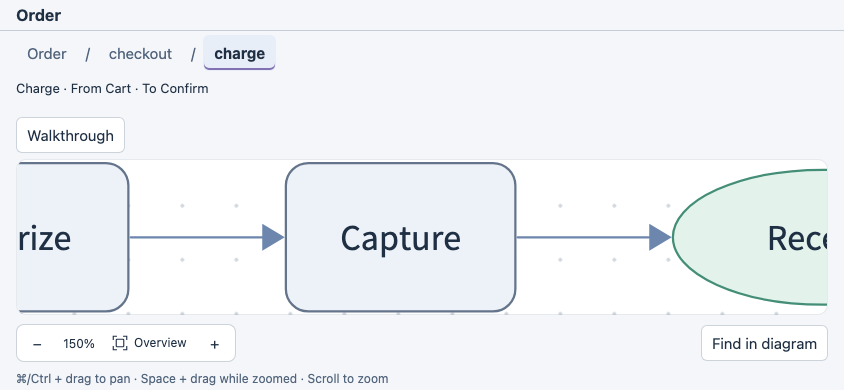 Order
Order / checkout / charge
Charge · From Cart · To Confirm
Walkthrough
rize
Capture
Rece
− 150% Overview +
Find in diagram
⌘/Ctrl + drag to pan · Space + drag while zoomed · Scroll to zoom